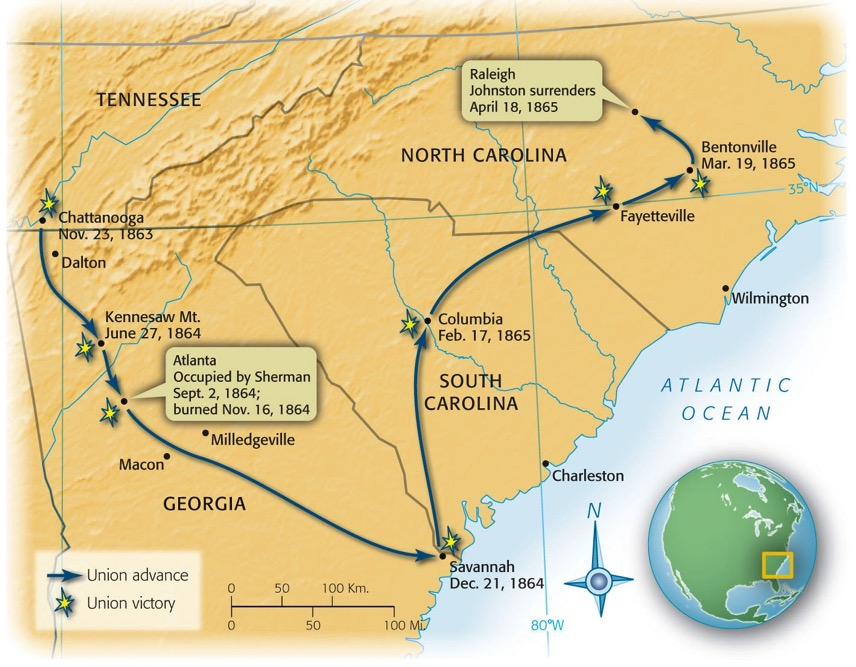 TENNESSEE
Raleigh
Johnston surrenders
April 18, 1865
NORTH CAROLINA
Bentonville
Mar. 19, 1865
35°N
Chattanooga
Nov. 23, 1863
Fayetteville
Dalton
Wilmington
Kennesaw Mt.
June 27, 1864
Columbia
Feb. 17, 1865
Atlanta
Occupied by Sherman
Sept. 2, 1864;
burned Nov. 16, 1864
SOUTH
CAROLINA
ATLANTIC
OCEAN
Milledgeville
Macon
Charleston
GEORGIA
N
Savannah
Dec. 21, 1864
Union advance
Union victory
0 50 100 Km.
0 50 100 Mi.
80°W